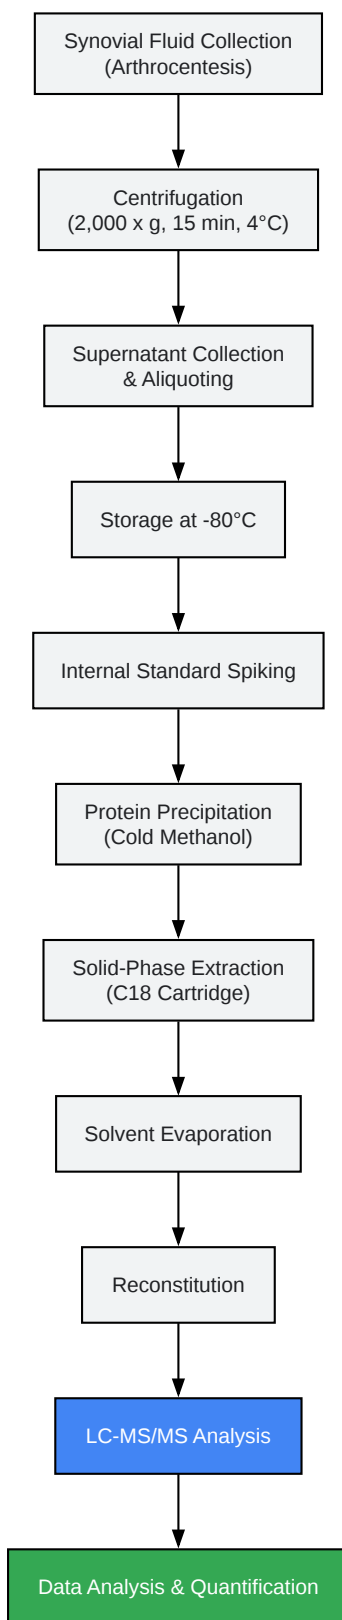 Synovial Fluid Collection
(Arthrocentesis)
Centrifugation
(2,000 x g, 15 min, 4°C)
Supernatant Collection
& Aliquoting
Storage at -80°C
Internal Standard Spiking
Protein Precipitation
(Cold Methanol)
Solid-Phase Extraction
(C18 Cartridge)
Solvent Evaporation
Reconstitution
LC-MS/MS Analysis
Data Analysis & Quantification